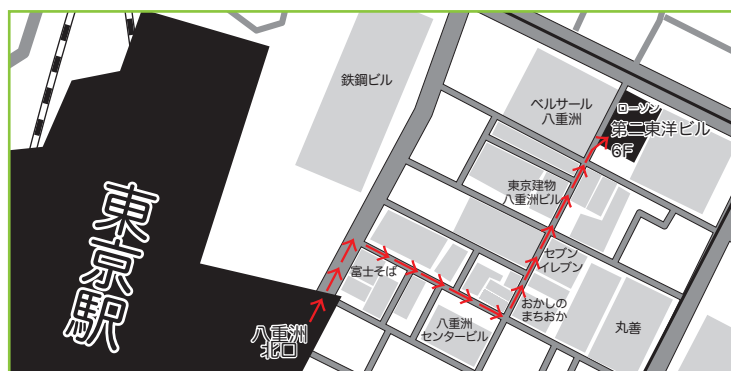 鉄鋼ビル
ベルサール
八重洲
ローソン
第二東洋ビル
6F
東京建物
八重洲ビル
東京駅
セブン
イレブン
富士そば
おかしの
まちおか
八重洲
センタービル
丸善
八重洲
北口